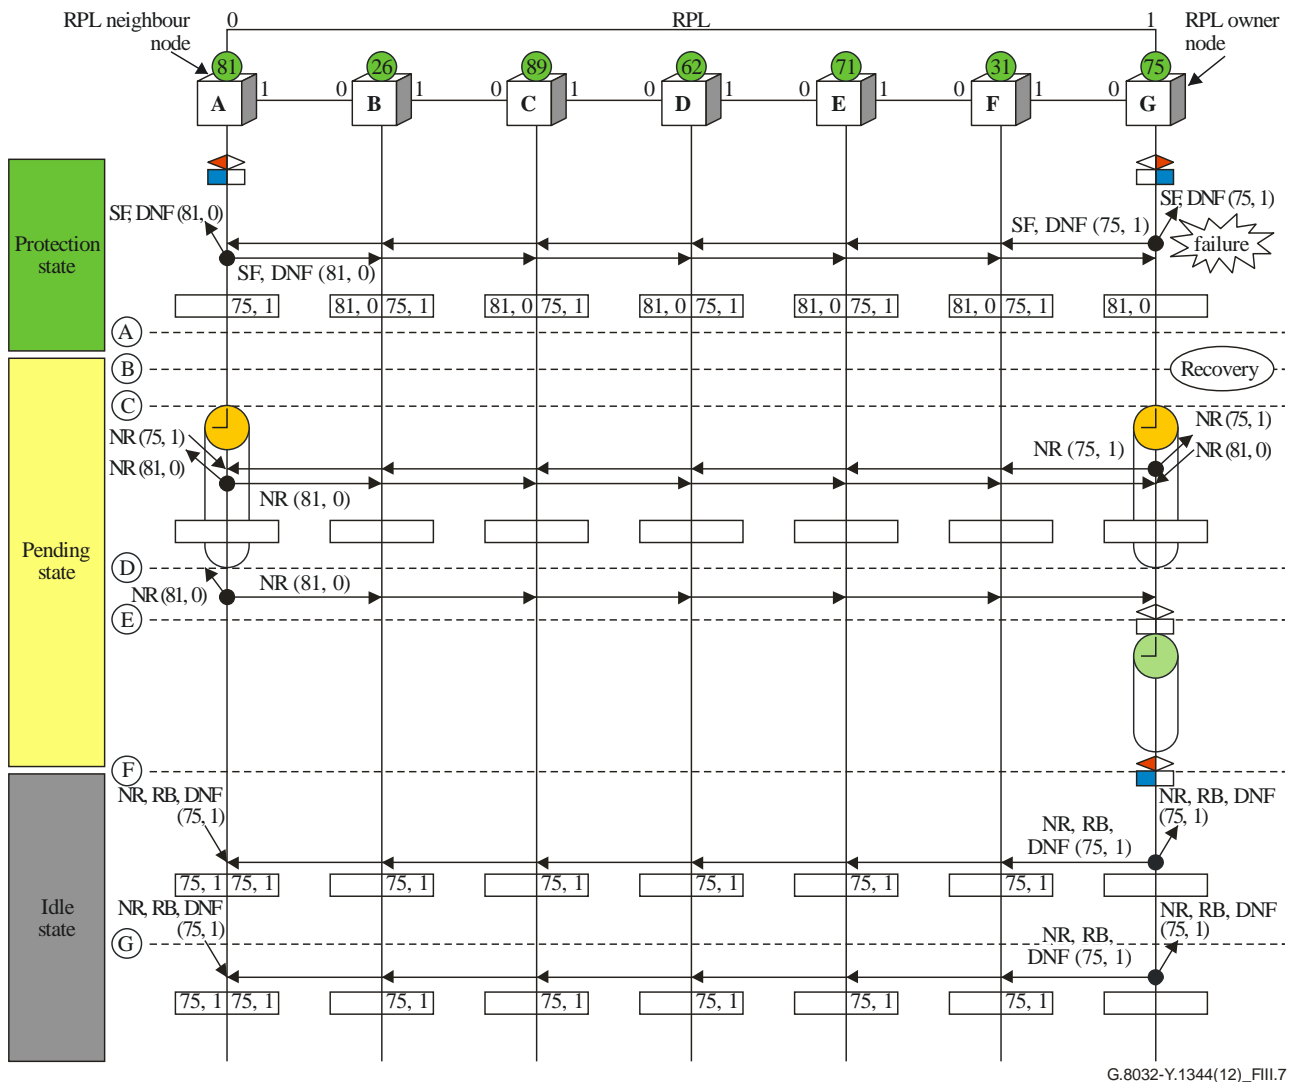 RPL neighbour
node
0
RPL
1
RPL owner
node
81 26 89 62 71 31 75
A 1 0 B 1 0 C 1 0 D 1 0 E 1 0 F 1 0 G
SF, DNF (81, 0)
SF, DNF (75, 1)
SF, DNF (75, 1)
failure
Protection
state
SF, DNF (81, 0)
75, 1 81, 0 75, 1 81, 0 75, 1 81, 0 75, 1 81, 0 75, 1 81, 0 75, 1 81, 0
A
B
Recovery
C
NR (75, 1)
NR (75, 1)
NR (75, 1)
NR (81, 0)
NR (81, 0)
NR (81, 0)
Pending
state
D
NR (81, 0)
NR (81, 0)
E
F
NR, RB, DNF
(75, 1)
NR, RB,
DNF (75, 1)
NR, RB, DNF
(75, 1)
75, 1 75, 1 75, 1 75, 1 75, 1 75, 1 75, 1
Idle
state
NR, RB, DNF
(75, 1)
NR, RB,
DNF (75, 1)
NR, RB, DNF
(75, 1)
G
75, 1 75, 1 75, 1 75, 1 75, 1 75, 1 75, 1
G.8032-Y.1344(12)_FIII.7